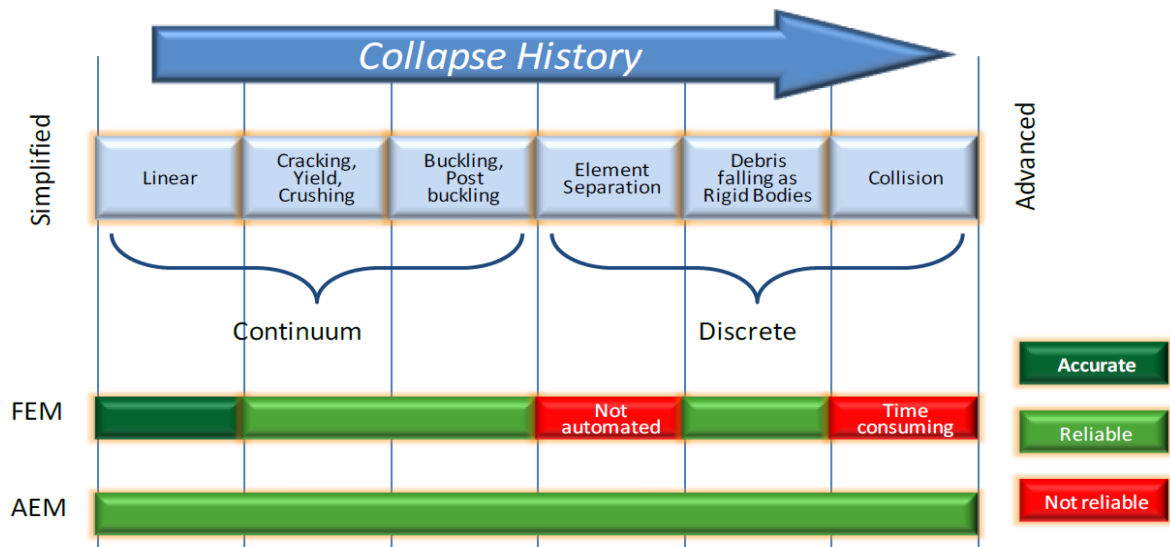 Collapse History
Simplified
Linear
Cracking,
Yield,
Crushing
Buckling,
Post
buckling
Element
Separation
Debris
falling as
Rigid Bodies
Collision
Advanced
Continuum
Discrete
FEM
Not
automated
Time
consuming
AEM
Accurate
Reliable
Not reliable